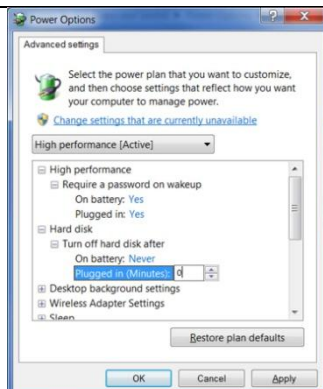 Power Options
Advanced settings
Select the power plan that you want to customize,
and then choose settings that reflect how you want
your computer to manage power.
Change settings that are currently unavailable
High performance [Active]
High performance
Require a password on wakeup
On battery: Yes
Plugged in: Yes
Hard disk
Turn off hard disk after
On battery: Never
Plugged in (Minutes): 0
Desktop background settings
Wireless Adapter Settings
Sleep
Restore plan defaults
OK Cancel Apply